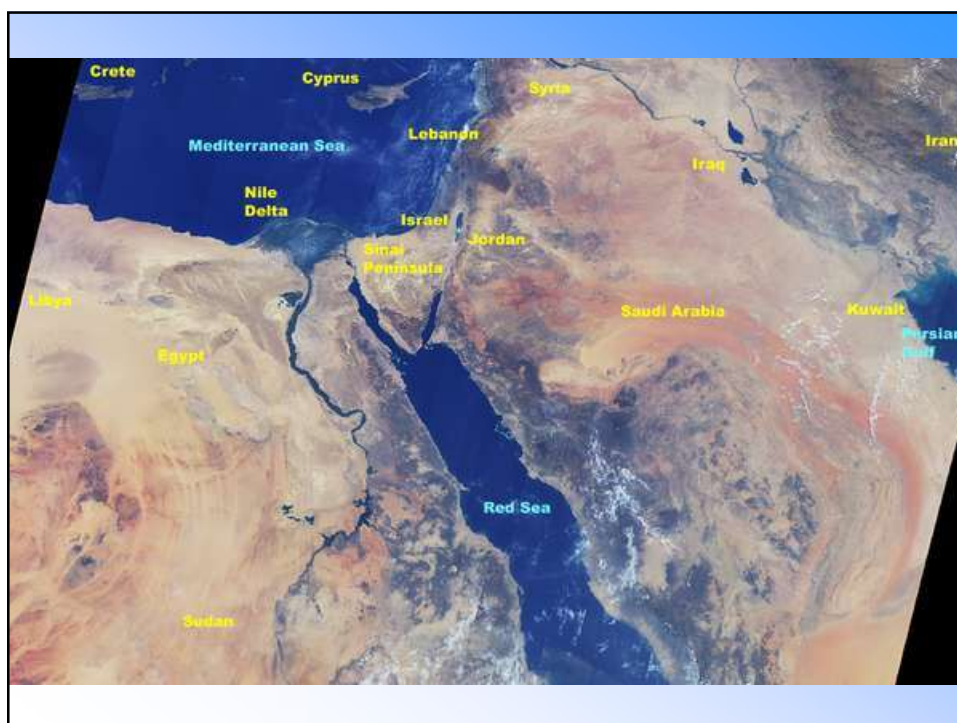 Crete
Cyprus
Syria
Mediterranean Sea
Lebanon
Iran
Iraq
Nile
Delta
Israel
Jordan
Sinai
Peninsula
Libya
Saudi Arabia
Kuwait
Persian
Gulf
Egypt
Red Sea
Sudan